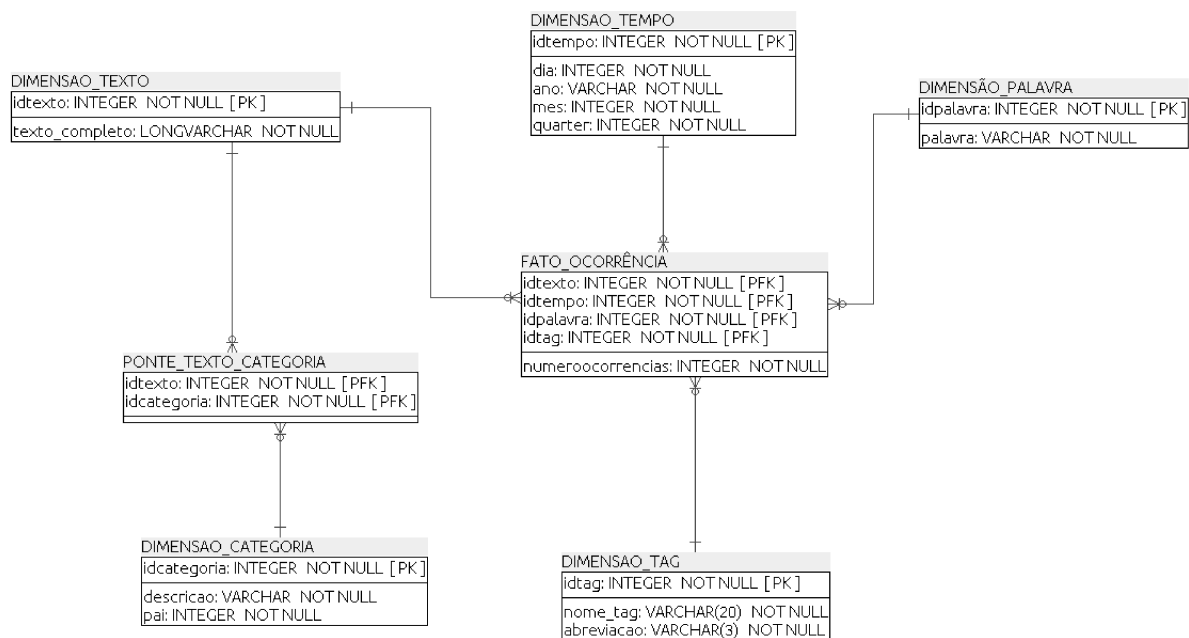 DIMENSAO_TEMPO
idtempo: INTEGER NOT NULL [PK]
dia: INTEGER NOT NULL
ano: VARCHAR NOT NULL
mes: INTEGER NOT NULL
quarter: INTEGER NOT NULL
DIMENSAO_TEXTO
idtexto: INTEGER NOT NULL [PK]
texto_completo: LONGVARCHAR NOT NULL
DIMENSÃO_PALAVRA
idpalavra: INTEGER NOT NULL [PK]
palavra: VARCHAR NOT NULL
FATO_OCORRÊNCIA
idtexto: INTEGER NOT NULL [PFK]
idtempo: INTEGER NOT NULL [PFK]
idpalavra: INTEGER NOT NULL [PFK]
idtag: INTEGER NOT NULL [PFK]
numeroocorrencias: INTEGER NOT NULL
PONTE_TEXTO_CATEGORIA
idtexto: INTEGER NOT NULL [PFK]
idcategoria: INTEGER NOT NULL [PFK]
DIMENSAO_CATEGORIA
idcategoria: INTEGER NOT NULL [PK]
descricao: VARCHAR NOT NULL
pai: INTEGER NOT NULL
DIMENSAO_TAG
idtag: INTEGER NOT NULL [PK]
nome_tag: VARCHAR(20) NOT NULL
abreviacao: VARCHAR(3) NOT NULL